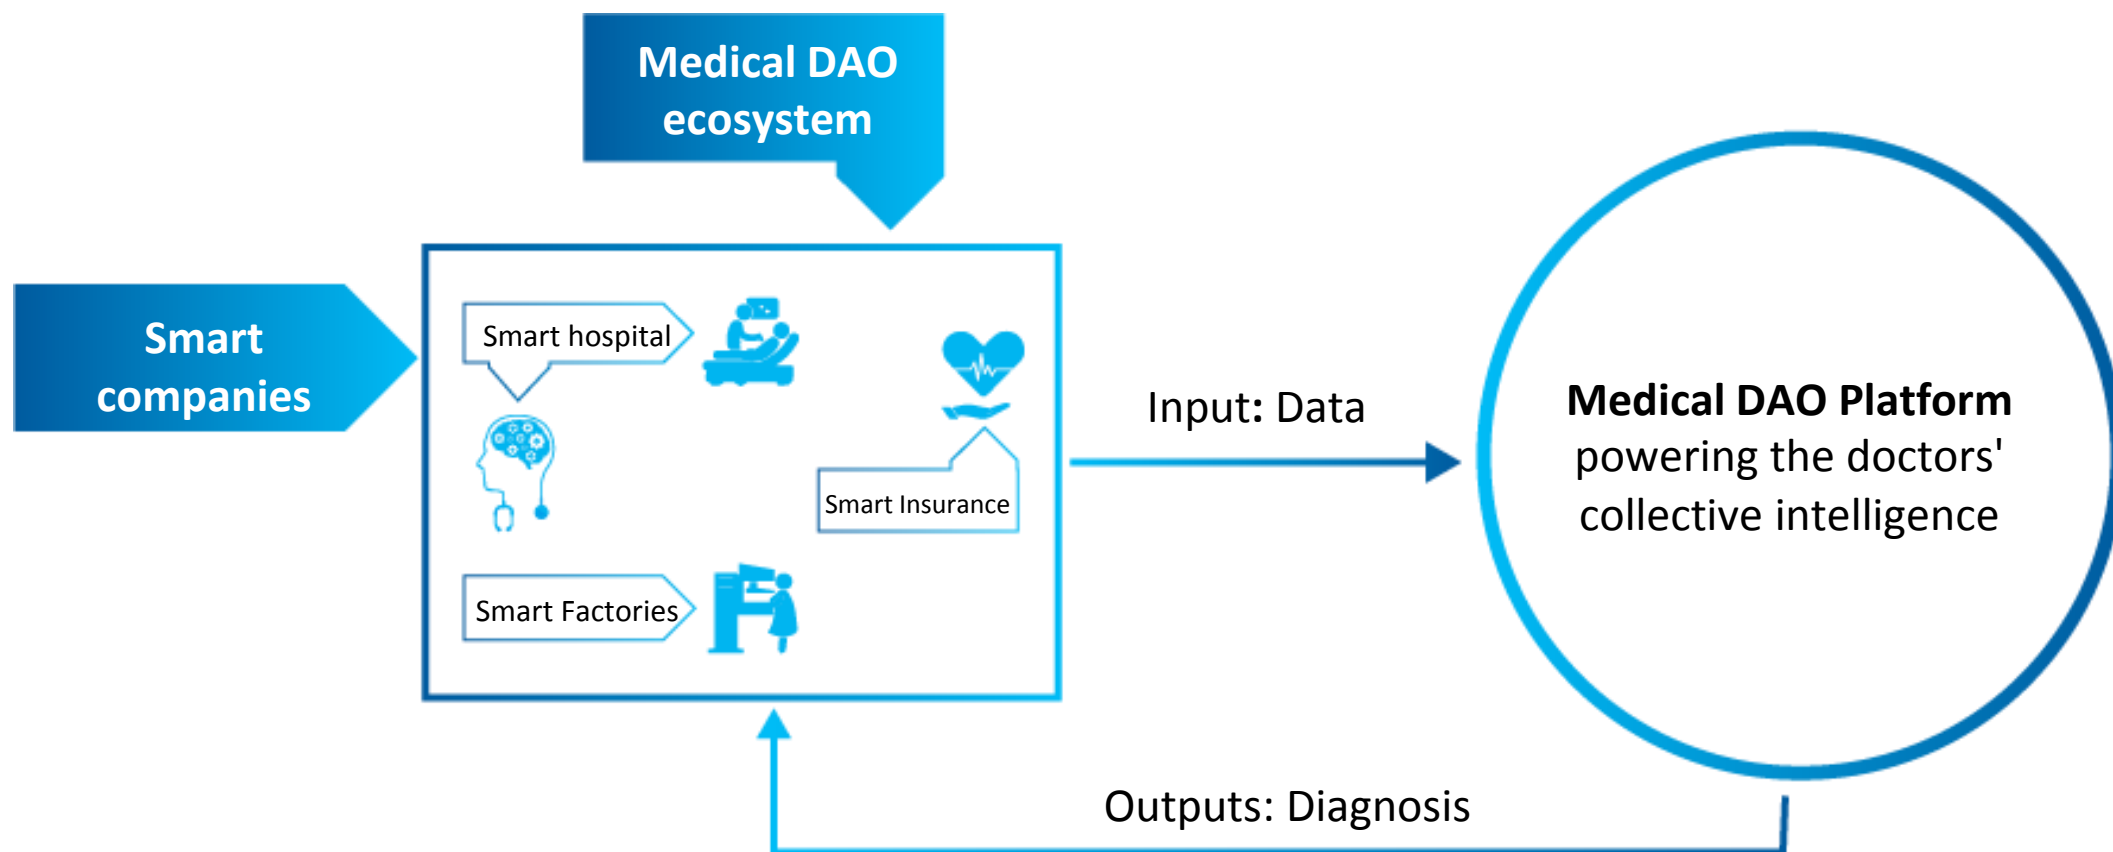 Medical DAO
ecosystem
Smart
companies
Smart hospital
Smart Insurance
Smart Factories
Input: Data
Medical DAO Platform
powering the doctors'
collective intelligence
Outputs: Diagnosis